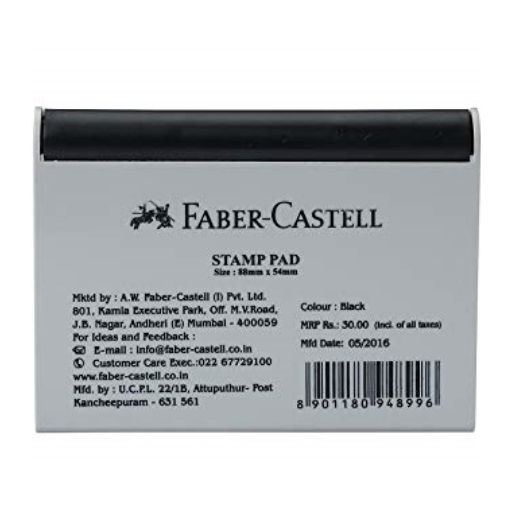 FABER-CASTELL
STAMP PAD
Size : 88mm x 54mm
Mktd by : A.W. Faber-Castell (I) Pvt. Ltd.
801, Kamla Executive Park, Off. M.V.Road,
J.B. Nagar, Andheri (E) Mumbai - 400059
For Ideas and Feedback :
E-mail : info@faber-castell.co.in
Customer Care Exec.:022 67729100
www.faber-castell.co.in
Mfd. by : U.C.P.L. 22/1B, Attuputhur- Post
Kancheepuram - 631 561
Colour : Black
MRP Rs.: 30.00 (Incl. of all taxes)
Mfd Date: 05/2016
8 901180 948996